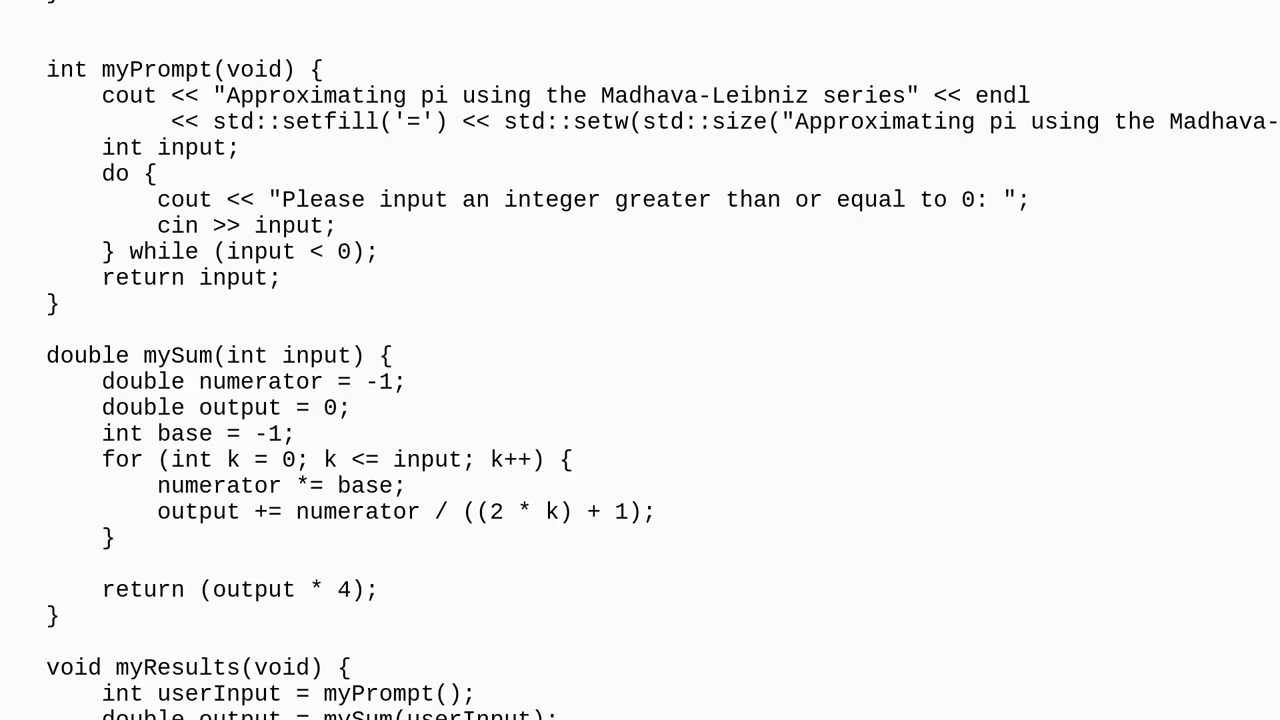 int myPrompt(void) {
    cout << "Approximating pi using the Madhava-Leibniz series" << endl
         << std::setfill('=') << std::setw(std::size("Approximating pi using the Madhava-
    int input;
    do {
        cout << "Please input an integer greater than or equal to 0: ";
        cin >> input;
    } while (input < 0);
    return input;
}
double mySum(int input) {
    double numerator = -1;
    double output = 0;
    int base = -1;
    for (int k = 0; k <= input; k++) {
        numerator *= base;
        output += numerator / ((2 * k) + 1);
    }
    return (output * 4);
}
void myResults(void) {
    int userInput = myPrompt();
    double output = mySum(userInput);